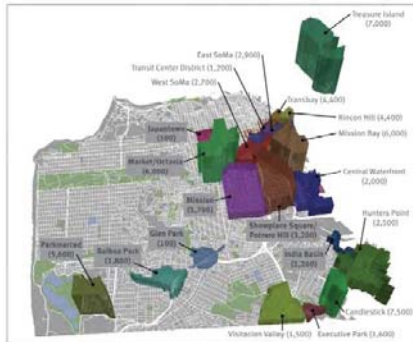 Treasure Island
(7,000)
East SoMa (2,900)
Transit Center District (1,200)
West SoMa (2,700)
Transbay (4,400)
Rincon Hill (4,400)
Mission Bay (6,000)
Japantown
Market/Octavia
(6,000)
Central Waterfront
(2,000)
Mission
(1,700)
Hunters Point
(2,500)
Showplace Square/
Potrero Hill (3,200)
Glen Park
(100)
India Basin
(1,200)
Balboa Park
(1,800)
Parkmerced
(5,600)
Candlestick (7,500)
Visitacion Valley (1,500)
Executive Park (1,600)